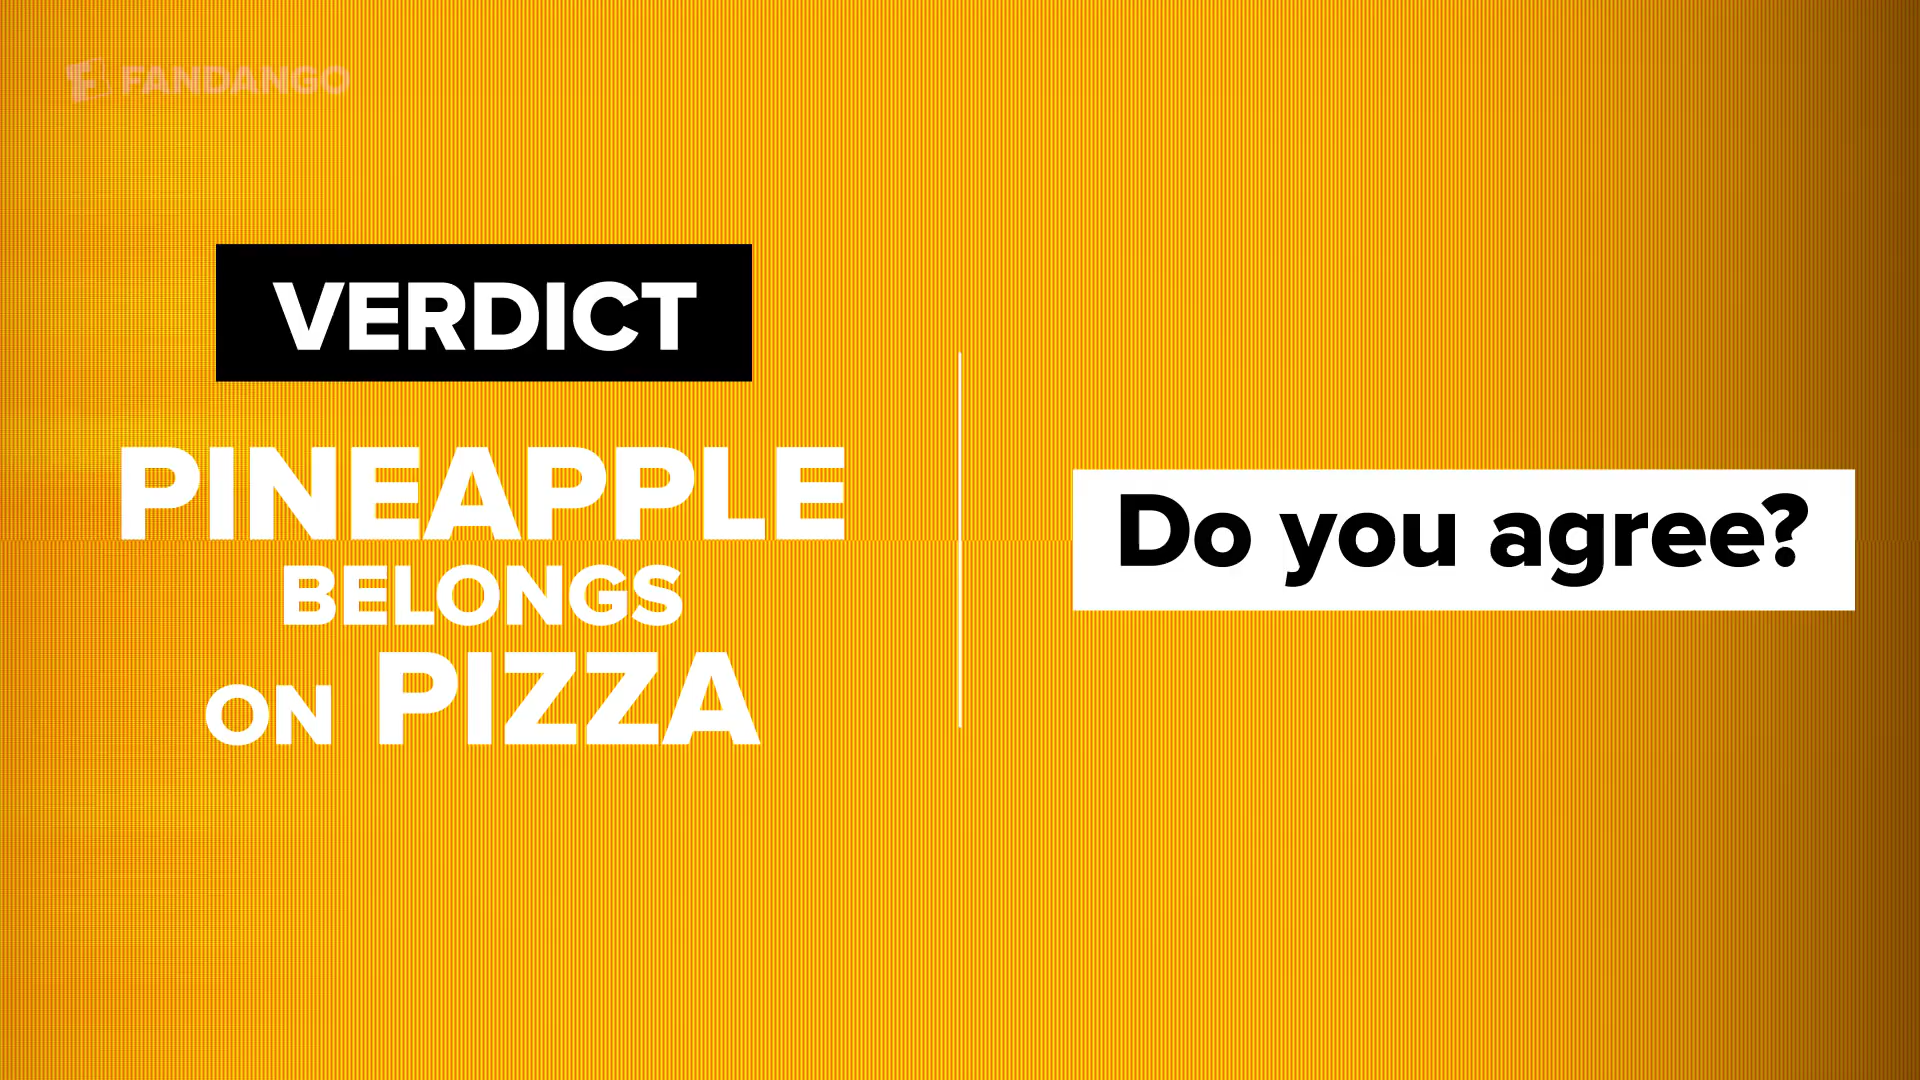 FANDANGO
VERDICT
PINEAPPLE
BELONGS
ON PIZZA
Do you agree?